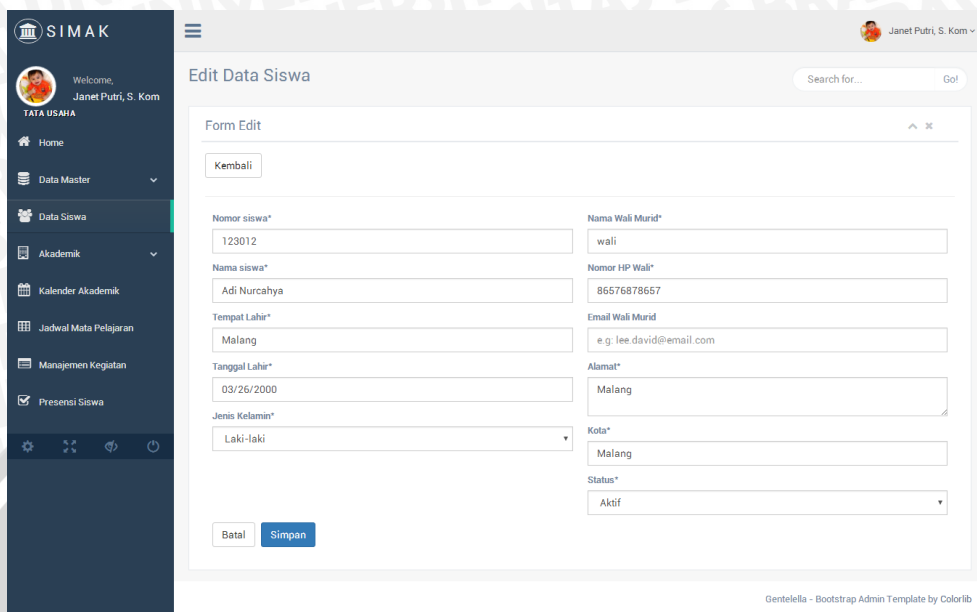 SIMAK
Janet Putri, S. Kom
Welcome,
Janet Putri, S. Kom
TATA USAHA
Home
Data Master
Data Siswa
Akademik
Kalender Akademik
Jadwal Mata Pelajaran
Manajemen Kegiatan
Presensi Siswa
Edit Data Siswa
Search for...
Go!
Form Edit
Kembali
Nomor siswa*
123012
Nama siswa*
Adi Nurcahya
Tempat Lahir*
Malang
Tanggal Lahir*
03/26/2000
Jenis Kelamin*
Laki-laki
Nama Wali Murid*
wali
Nomor HP Wali*
86576878657
Email Wali Murid
e.g: lee.david@email.com
Alamat*
Malang
Kota*
Malang
Status*
Aktif
Batal
Simpan
Gentelella - Bootstrap Admin Template by Colorlib